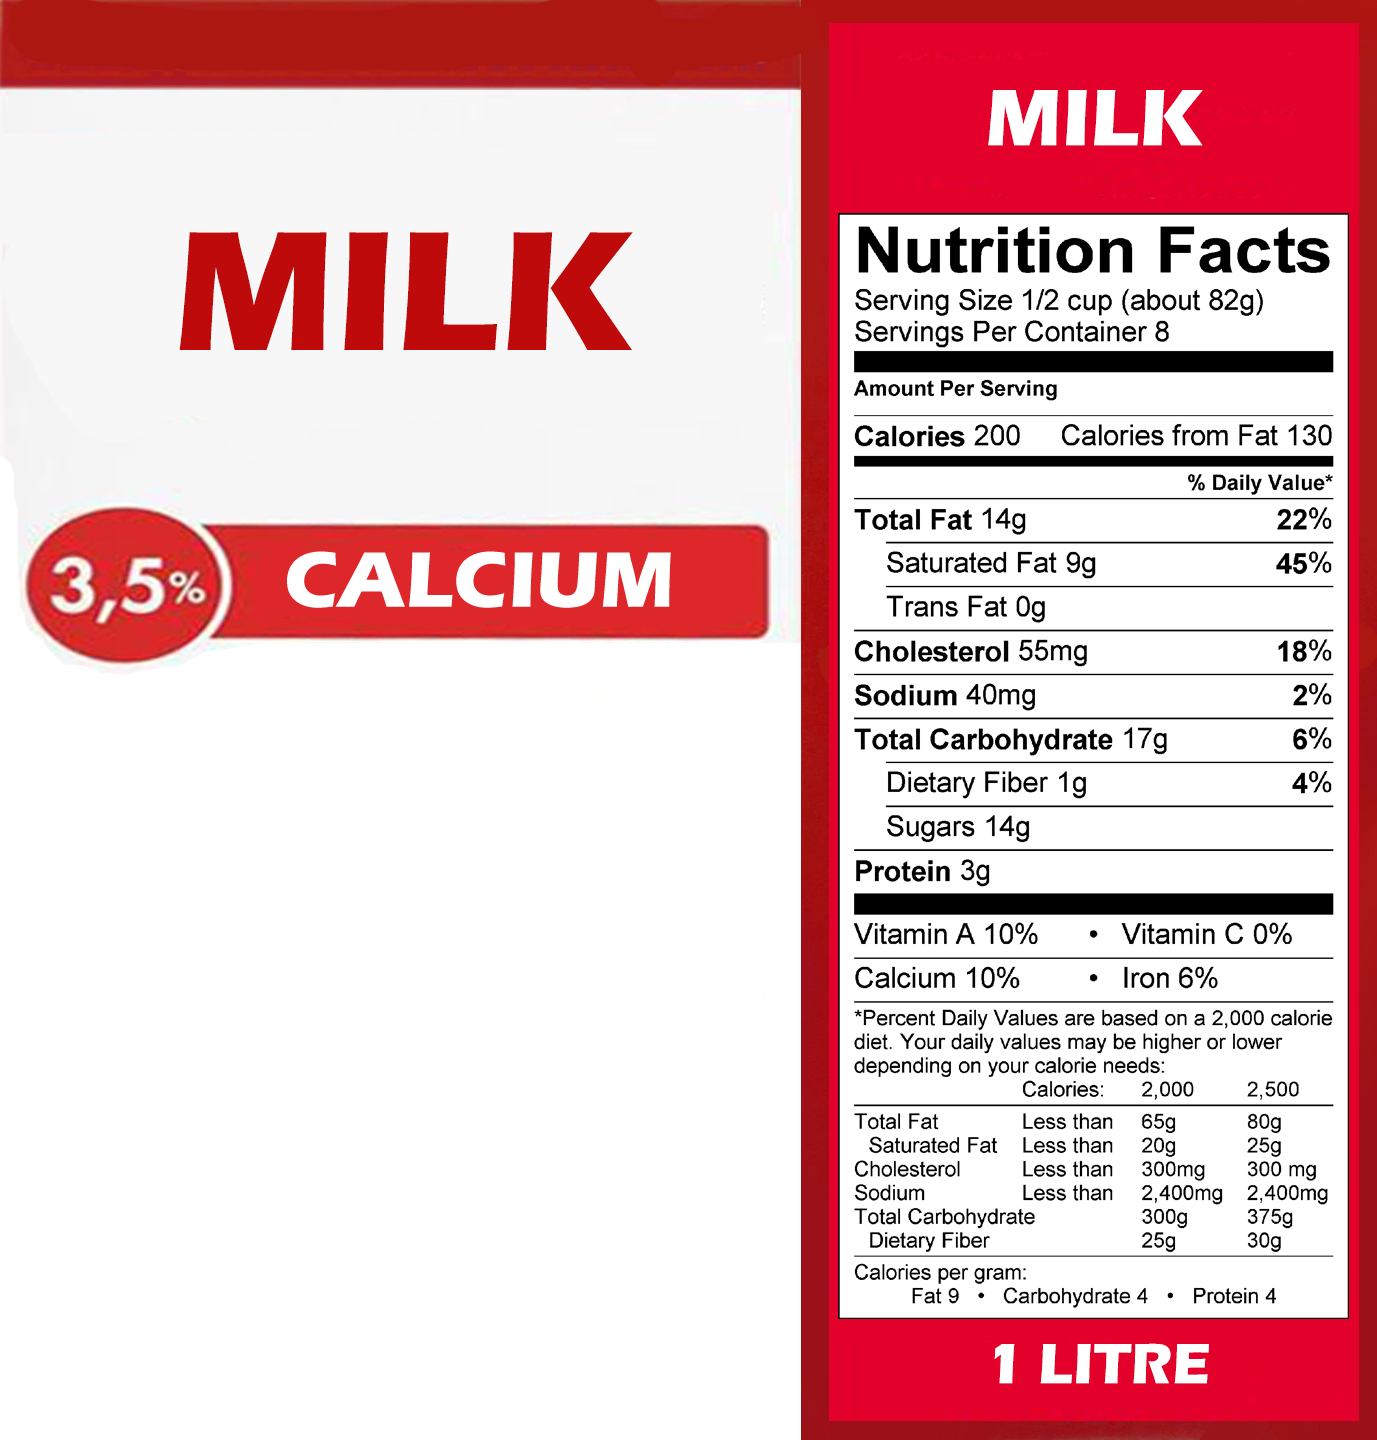 MILK
3,5% CALCIUM
MILK
Nutrition Facts
Serving Size 1/2 cup (about 82g)
Servings Per Container 8
Amount Per Serving
Calories 200 Calories from Fat 130
% Daily Value*
Total Fat 14g 22%
Saturated Fat 9g 45%
Trans Fat 0g
Cholesterol 55mg 18%
Sodium 40mg 2%
Total Carbohydrate 17g 6%
Dietary Fiber 1g 4%
Sugars 14g
Protein 3g
Vitamin A 10% • Vitamin C 0%
Calcium 10% • Iron 6%
*Percent Daily Values are based on a 2,000 calorie
diet. Your daily values may be higher or lower
depending on your calorie needs:
Calories: 2,000 2,500
Total Fat Less than 65g 80g
Saturated Fat Less than 20g 25g
Cholesterol Less than 300mg 300 mg
Sodium Less than 2,400mg 2,400mg
Total Carbohydrate 300g 375g
Dietary Fiber 25g 30g
Calories per gram:
Fat 9 • Carbohydrate 4 • Protein 4
1 LITRE